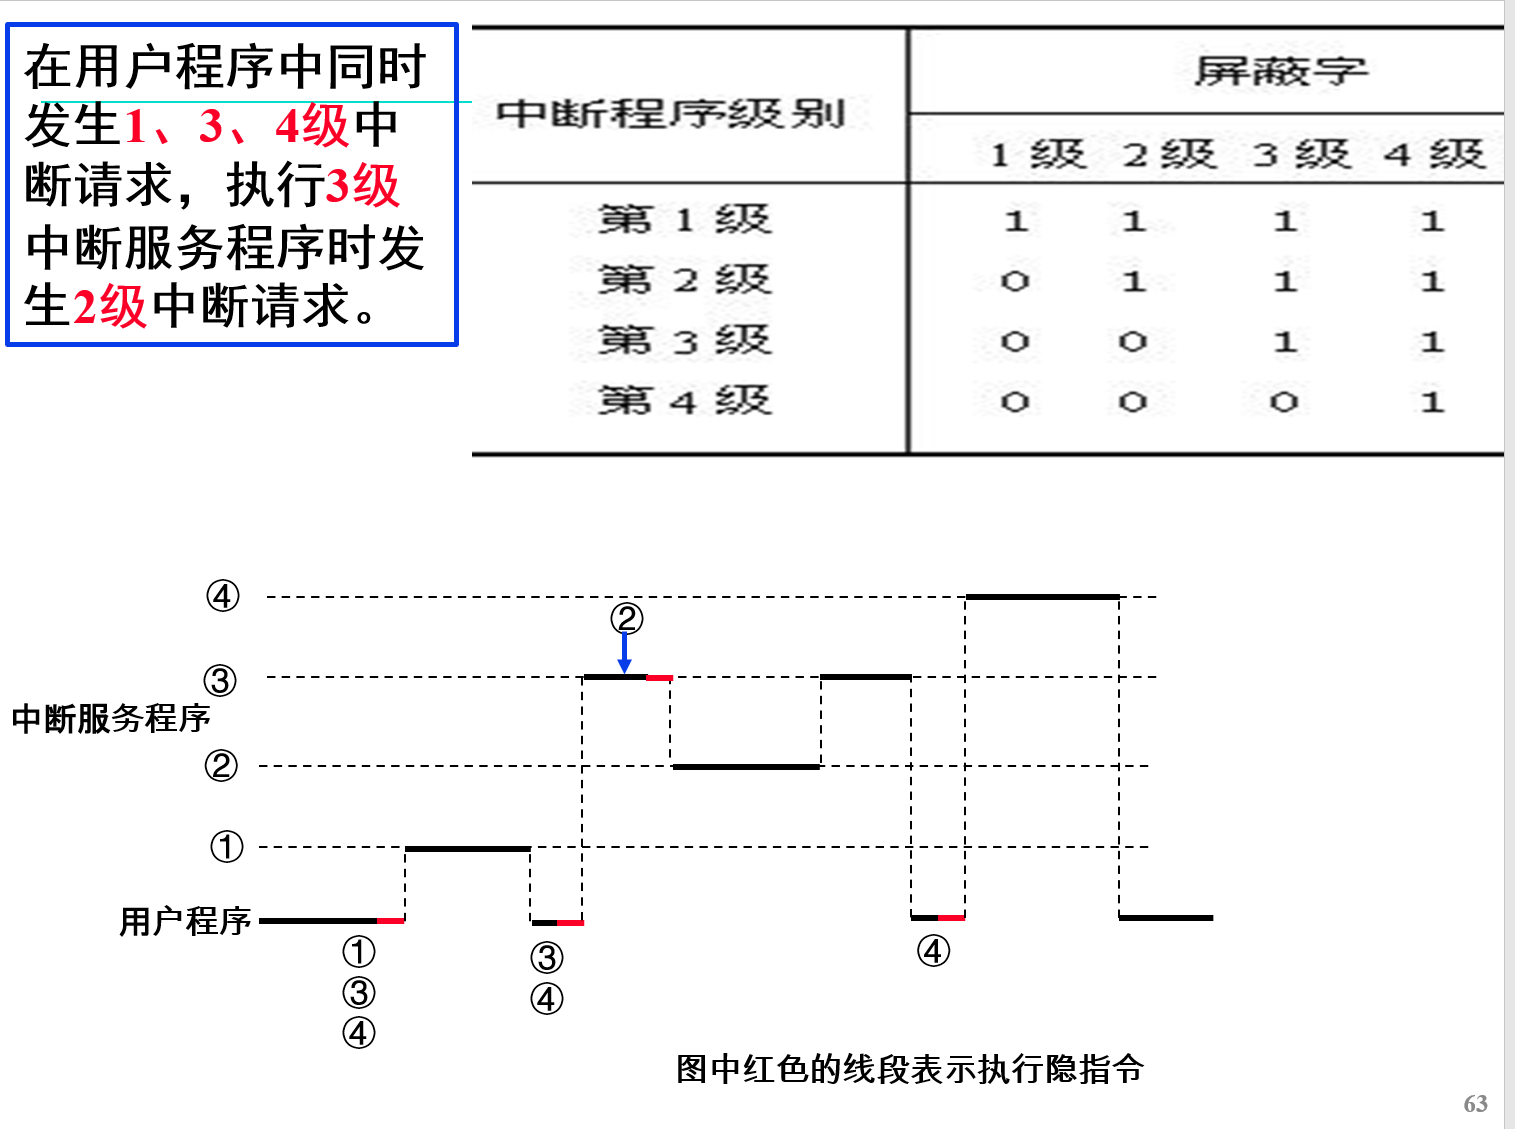 在用户程序中同时
发生1、3、4级中
断请求，执行3级
中断服务程序时发
生2级中断请求。
中断程序级别
屏蔽字
1级 2级 3级 4级
第1级 1 1 1 1
第2级 0 1 1 1
第3级 0 0 1 1
第4级 0 0 0 1
④
②
③
中断服务程序
②
①
用户程序
①
③
④
③
④
④
图中红色的线段表示执行隐指令
63